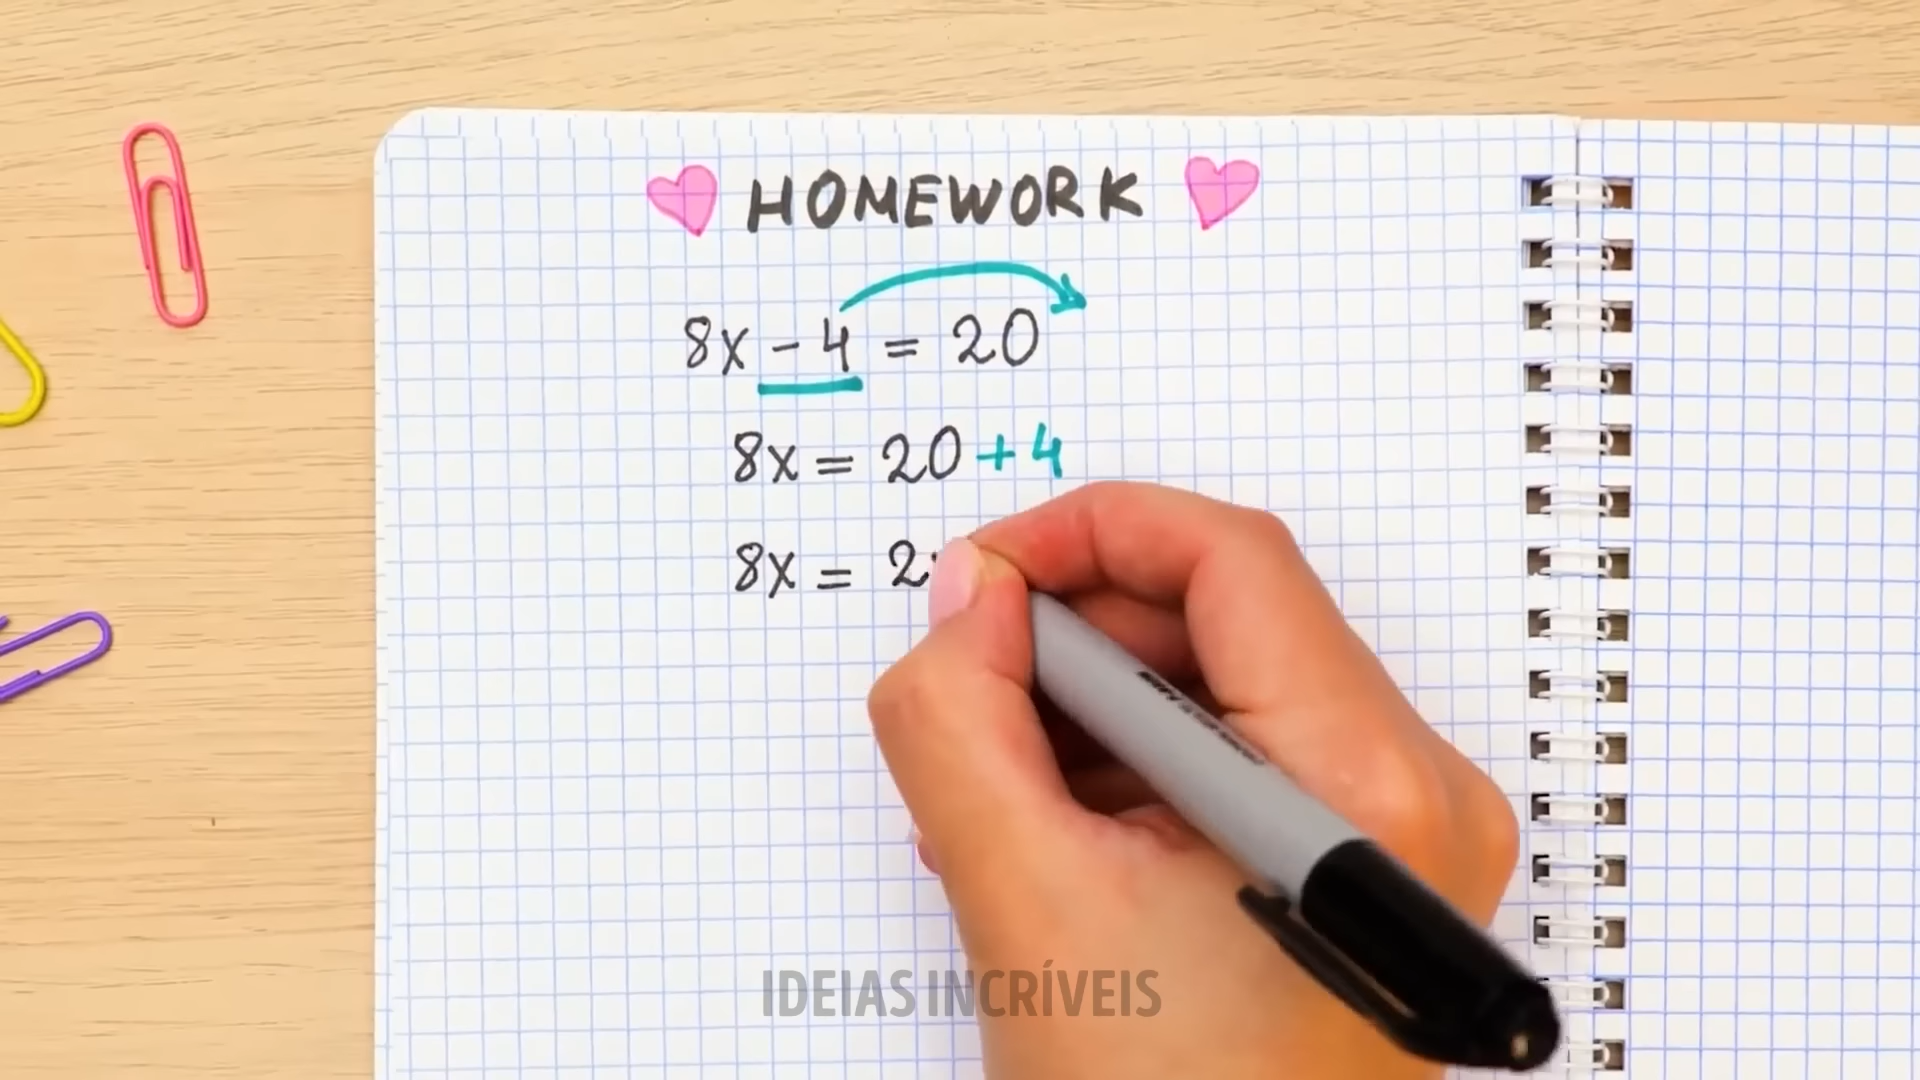 HOMEWORK
8x - 4 = 20
8x = 20 + 4
8x = 2
IDEIAS INCRÍVEIS